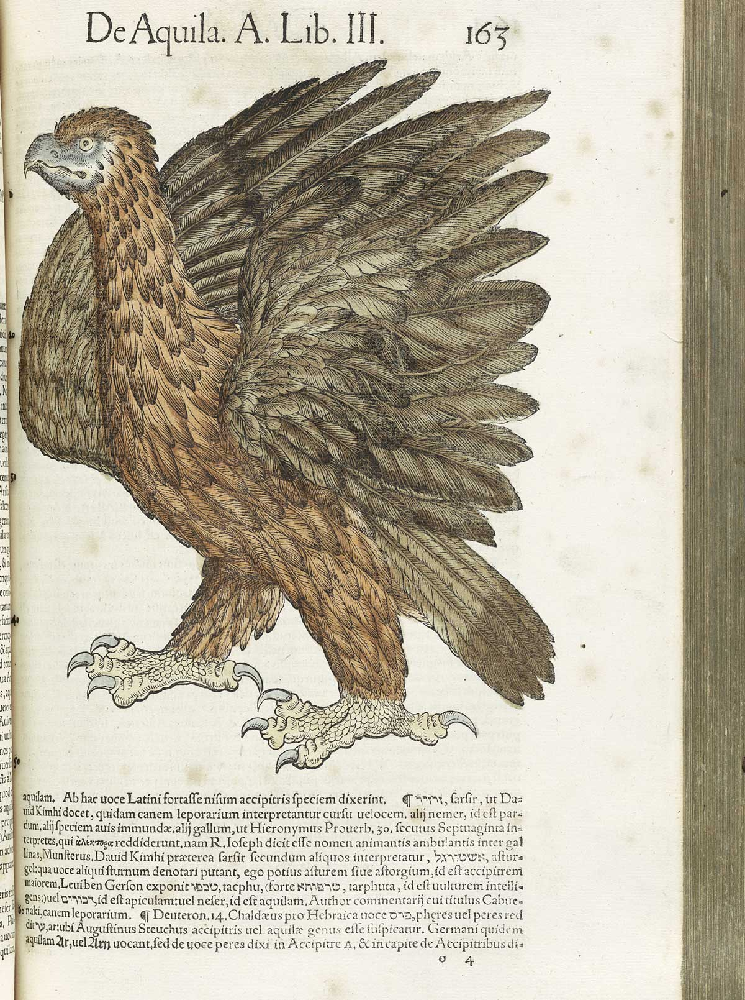 De Aquila. A. Lib. III. 163
aquilam. Ab hac uoce Latini fortasse nisum accipitris speciem dixerint. ¶ זרזיר, sarsir, ut Da-
uid Kimhi docet, quidam canem leporarium interpretantur cursu uelocem. alij nemer, id est par-
dum. alij speciem auis immundæ. alij gallum, ut Hieronymus Prouerb. 30. secutus Septuaginta in-
terpretes, qui ἀλέκτορα reddiderunt. nam R. Ioseph dicit esse nomen animantis ambulantis inter gal
linas, Munsterus. Dauid Kimhi præterea sarsir secundum aliquos interpretatur, אשטורגל, astur-
gol: qua uoce aliqui sturnum denotari putant, ego potius asturem siue astorgium, id est accipitrem
maiorem. Leui ben Gerson exponit טכפו, tacphu, (forte טרפותא, tarphuta, id est uulturem intelli-
gens:) uel דבורים, id est apiculam: uel neser, id est aquilam. Author commentarij cui titulus Cabue-
60 naki, canem leporarium. ¶ Deuteron. 14. Chaldæus pro Hebraica uoce פרס, pheres uel peres red
dit ער, ar: ubi Augustinus Steuchus accipitris uel aquilæ genus esse suspicatur. Germani quidem
aquilam Ar, uel Arn uocant, sed de uoce peres dixi in Accipitre A. & in capite de Accipitribus di-
o 4